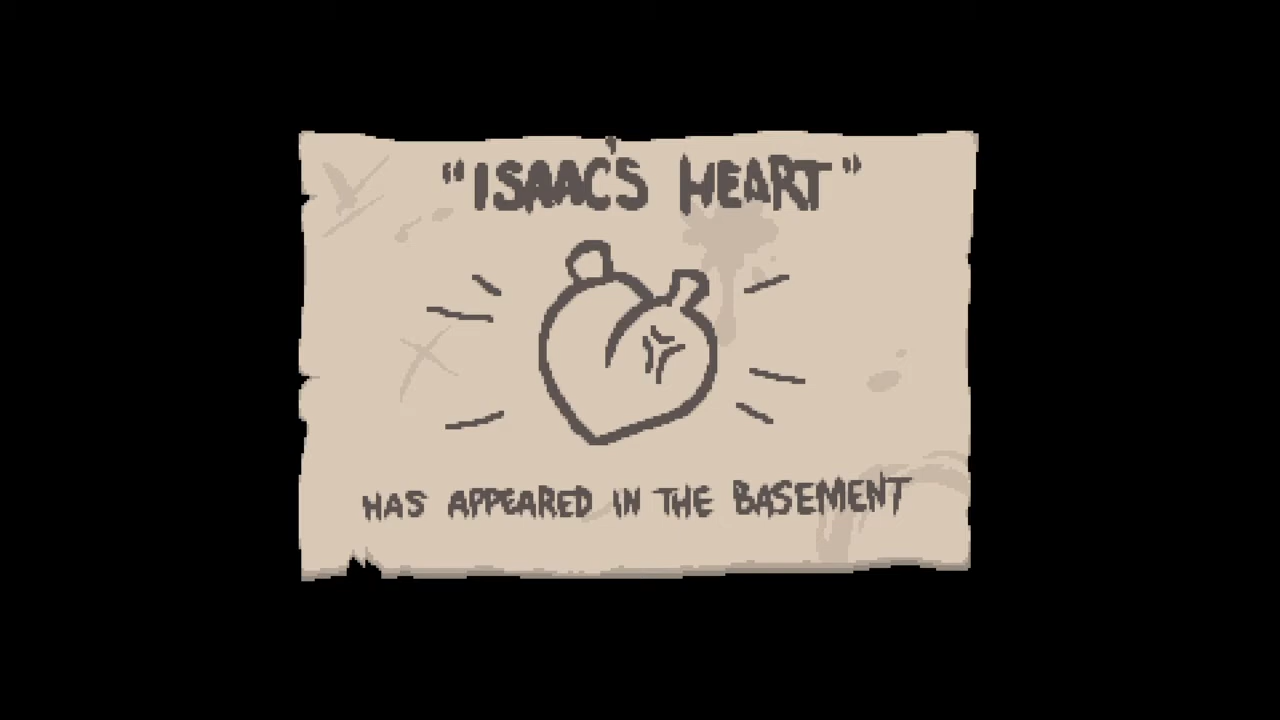 "ISAAC'S HEART"
HAS APPEARED IN THE BASEMENT